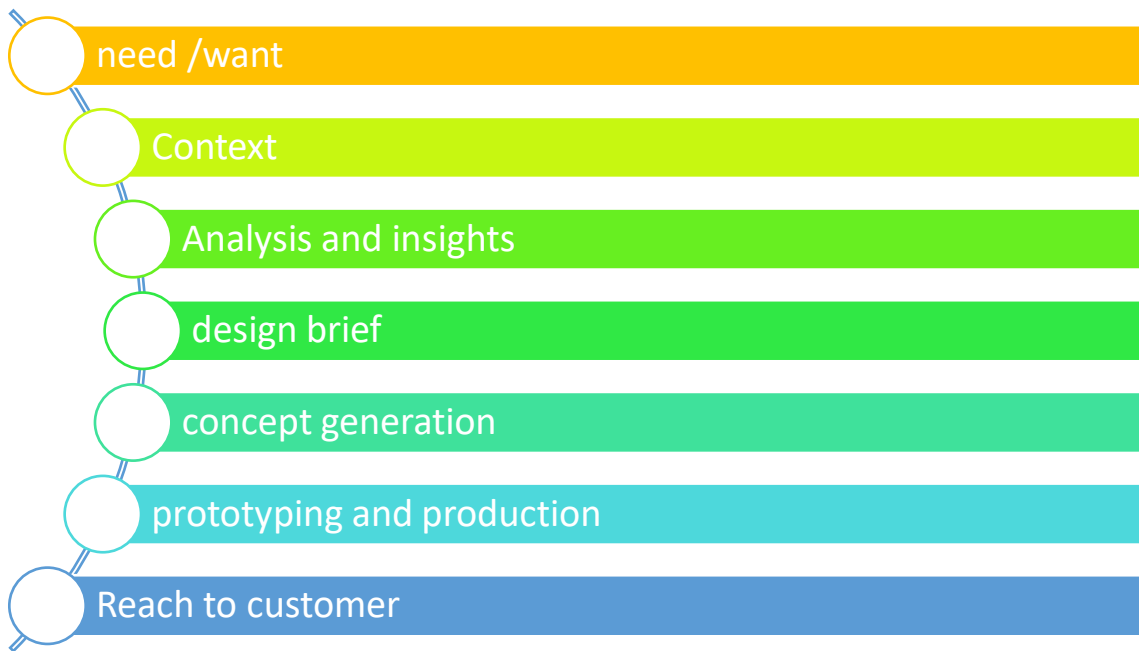 need /want
Context
Analysis and insights
design brief
concept generation
prototyping and production
Reach to customer